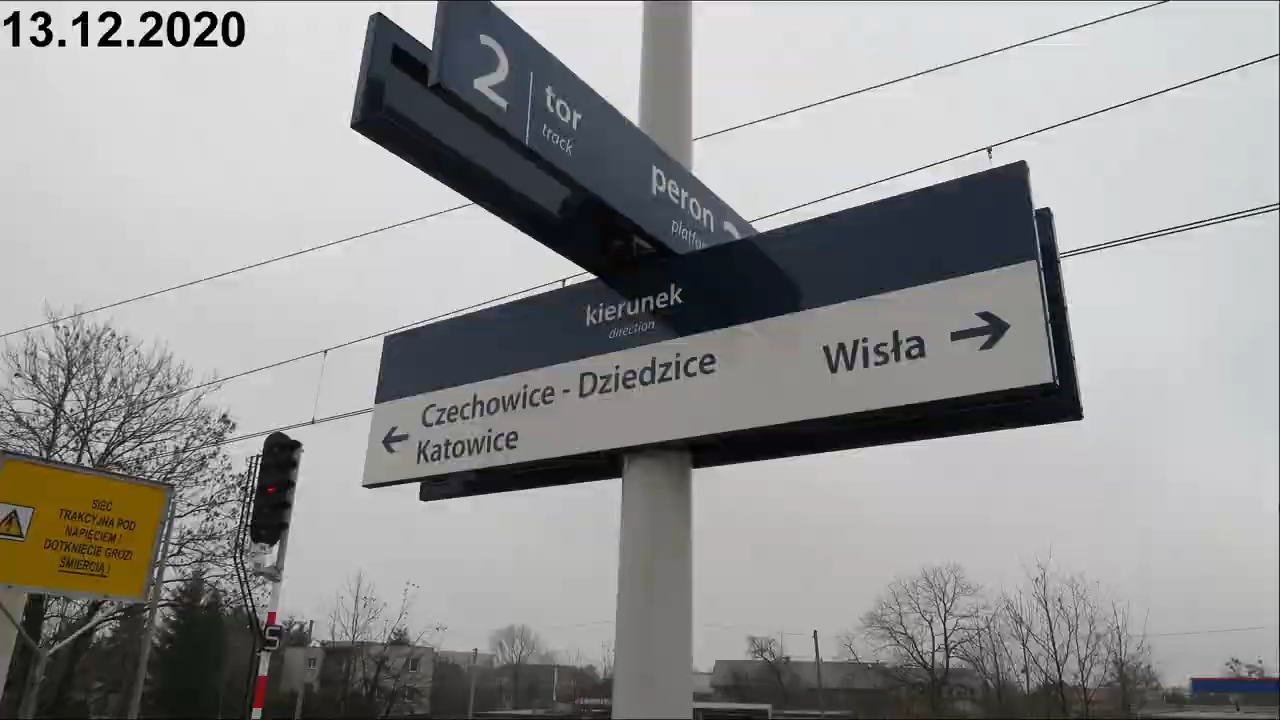 13.12.2020
2 tor
track
peron
kierunek
direction
Czechowice - Dziedzice
Katowice
Wisła
SIEĆ
TRAKCYJNA POD
NAPIĘCIEM !
DOTKNIĘCIE GROZI
ŚMIERCIĄ !
S